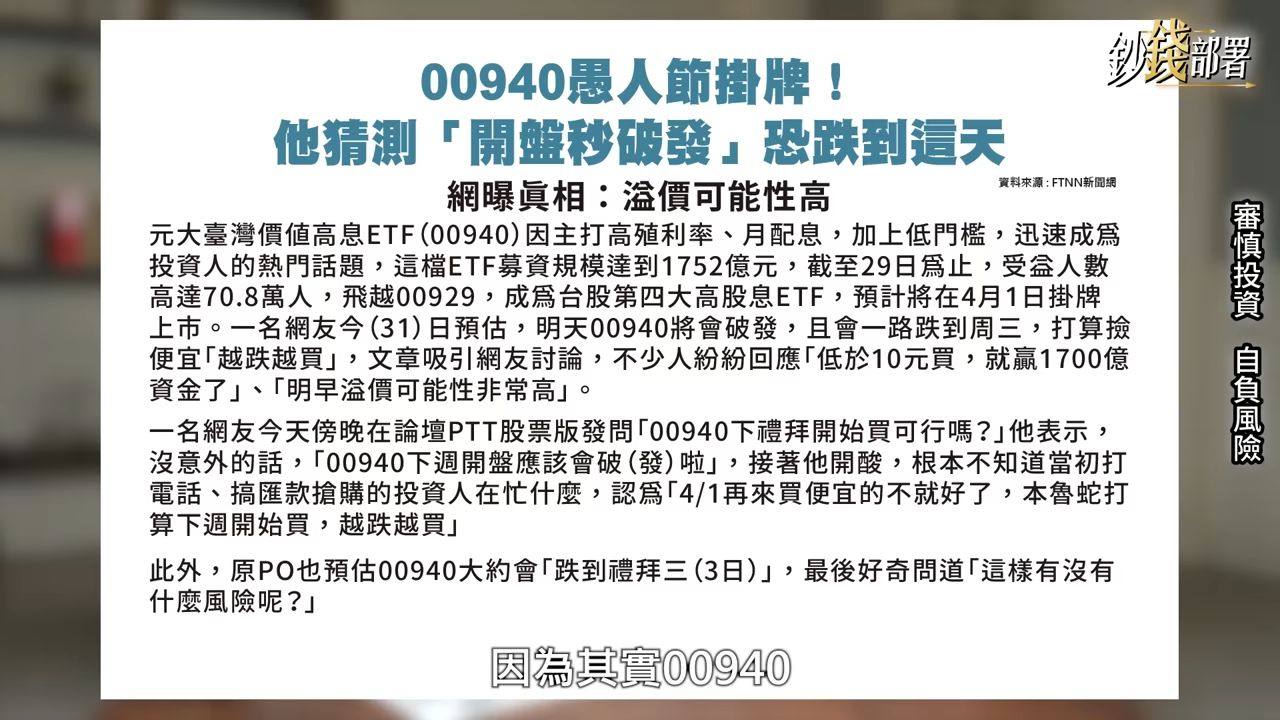 00940愚人節掛牌！
他猜測「開盤秒破發」恐跌到這天
網曝真相：溢價可能性高
資料來源 : FTNN新聞網
元大臺灣價值高息ETF（00940）因主打高殖利率、月配息，加上低門檻，迅速成為
投資人的熱門話題，這檔ETF募資規模達到1752億元，截至29日為止，受益人數
高達70.8萬人，飛越00929，成為台股第四大高股息ETF，預計將在4月1日掛牌
上市。一名網友今（31）日預估，明天00940將會破發，且會一路跌到周三，打算撿
便宜「越跌越買」，文章吸引網友討論，不少人紛紛回應「低於10元買，就贏1700億
資金了」、「明早溢價可能性非常高」。
一名網友今天傍晚在論壇PTT股票版發問「00940下禮拜開始買可行嗎？」他表示，
沒意外的話，「00940下週開盤應該會破（發）啦」，接著他開酸，根本不知道當初打
電話、搞匯款搶購的投資人在忙什麼，認為「4/1再來買便宜的不就好了，本魯蛇打
算下週開始買，越跌越買」
此外，原PO也預估00940大約會「跌到禮拜三（3日）」，最後好奇問道「這樣有沒有
什麼風險呢？」
鈔錢部署
審慎投資 自負風險
因為其實00940